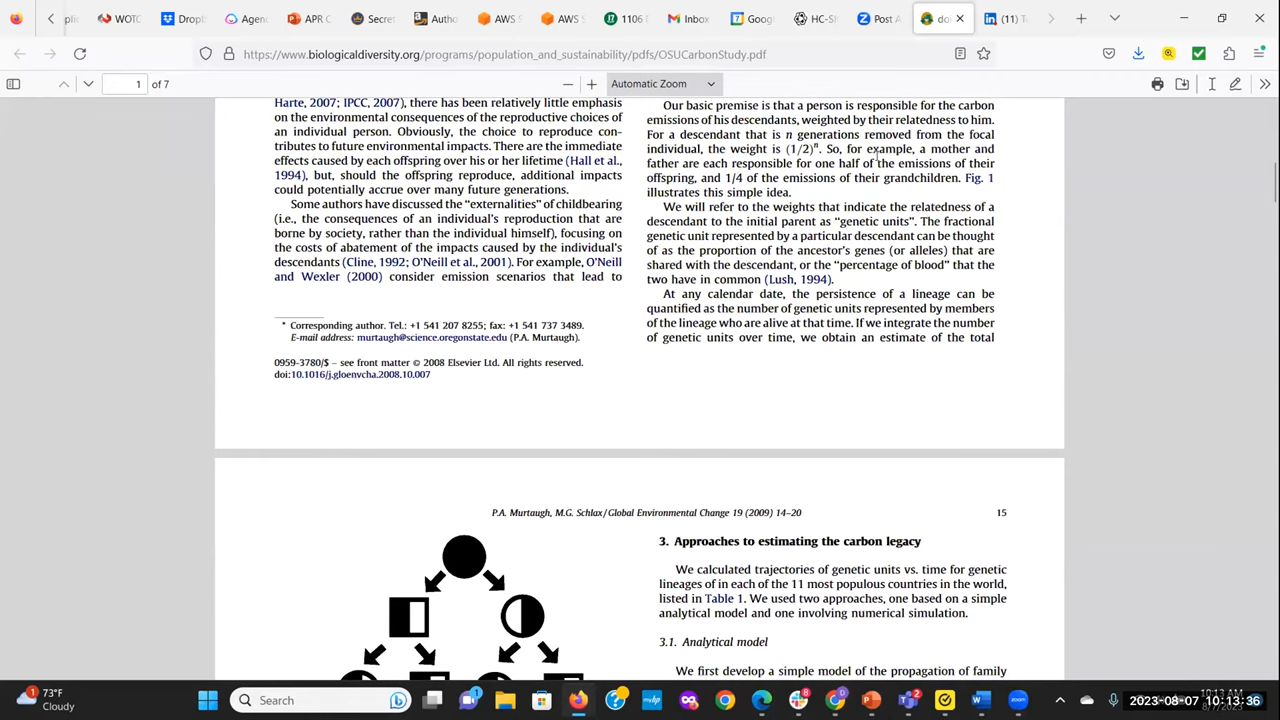 WOTC
Dropb
Agend
APR C
Secret
Autho
AWS S
AWS S
1106 E
Inbox
Googl
HC-SH
Post A
do
(11) T
https://www.biologicaldiversity.org/programs/population_and_sustainability/pdfs/OSUCarbonStudy.pdf
1 of 7
Automatic Zoom
Harte, 2007; IPCC, 2007), there has been relatively little emphasis
on the environmental consequences of the reproductive choices of
an individual person. Obviously, the choice to reproduce con-
tributes to future environmental impacts. There are the immediate
effects caused by each offspring over his or her lifetime (Hall et al.,
1994), but, should the offspring reproduce, additional impacts
could potentially accrue over many future generations.
Some authors have discussed the “externalities” of childbearing
(i.e., the consequences of an individual's reproduction that are
borne by society, rather than the individual himself), focusing on
the costs of abatement of the impacts caused by the individual's
descendants (Cline, 1992; O'Neill et al., 2001). For example, O'Neill
and Wexler (2000) consider emission scenarios that lead to
* Corresponding author. Tel.: +1 541 207 8255; fax: +1 541 737 3489.
E-mail address: murtaugh@science.oregonstate.edu (P.A. Murtaugh).
0959-3780/$ – see front matter © 2008 Elsevier Ltd. All rights reserved.
doi:10.1016/j.gloenvcha.2008.10.007
Our basic premise is that a person is responsible for the carbon
emissions of his descendants, weighted by their relatedness to him.
For a descendant that is n generations removed from the focal
individual, the weight is (1/2)ⁿ. So, for example, a mother and
father are each responsible for one half of the emissions of their
offspring, and 1/4 of the emissions of their grandchildren. Fig. 1
illustrates this simple idea.
We will refer to the weights that indicate the relatedness of a
descendant to the initial parent as “genetic units”. The fractional
genetic unit represented by a particular descendant can be thought
of as the proportion of the ancestor's genes (or alleles) that are
shared with the descendant, or the “percentage of blood” that the
two have in common (Lush, 1994).
At any calendar date, the persistence of a lineage can be
quantified as the number of genetic units represented by members
of the lineage who are alive at that time. If we integrate the number
of genetic units over time, we obtain an estimate of the total
P.A. Murtaugh, M.G. Schlax / Global Environmental Change 19 (2009) 14–20
15
3. Approaches to estimating the carbon legacy
We calculated trajectories of genetic units vs. time for genetic
lineages of in each of the 11 most populous countries in the world,
listed in Table 1. We used two approaches, one based on a simple
analytical model and one involving numerical simulation.
3.1. Analytical model
We first develop a simple model of the propagation of family
73°F
Cloudy
Search
10:13 AM
8/7/2023
2023-08-07 10:13:36